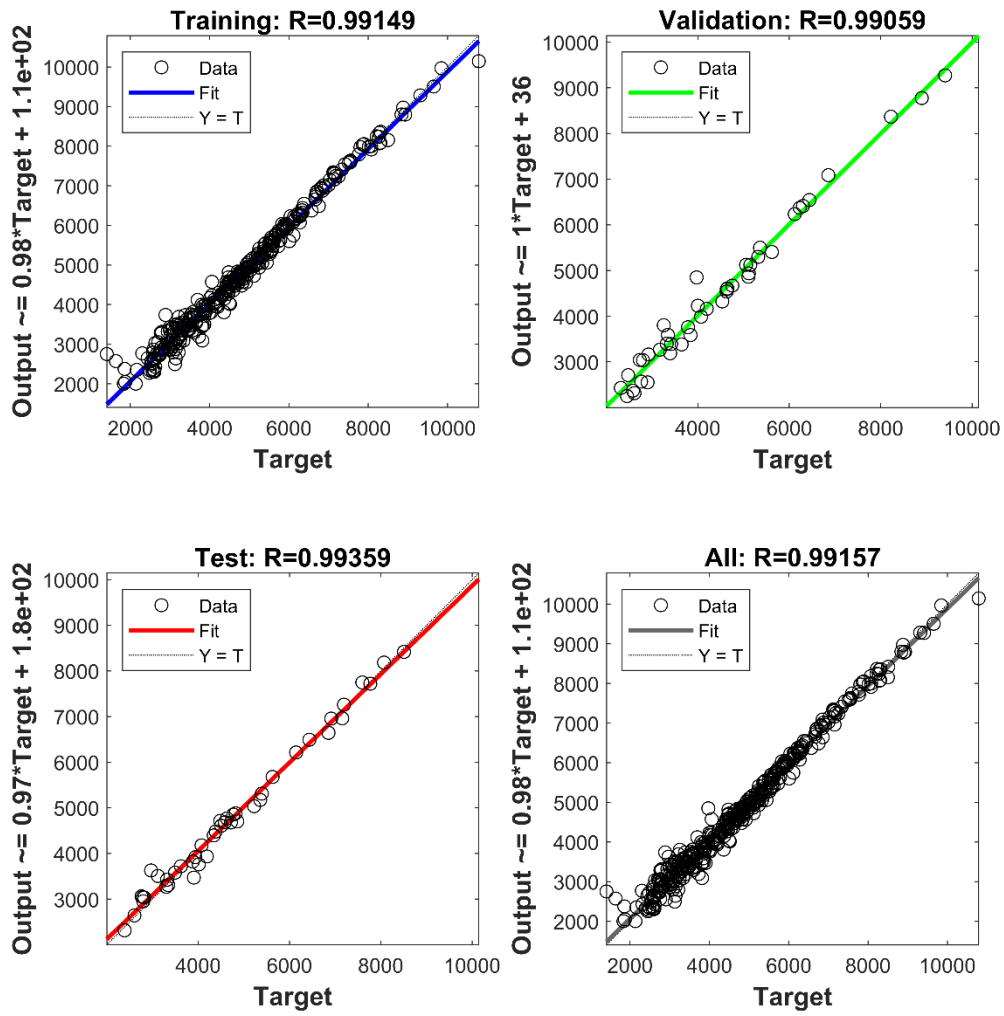 Training: R=0.99149
Output ~= 0.98*Target + 1.1e+02
10000
9000
8000
7000
6000
5000
4000
3000
2000
Data
Fit
Y = T
2000 4000 6000 8000 10000
Target
Validation: R=0.99059
Output ~= 1*Target + 36
10000
9000
8000
7000
6000
5000
4000
3000
Data
Fit
Y = T
4000 6000 8000 10000
Target
Test: R=0.99359
Output ~= 0.97*Target + 1.8e+02
10000
9000
8000
7000
6000
5000
4000
3000
Data
Fit
Y = T
4000 6000 8000 10000
Target
All: R=0.99157
Output ~= 0.98*Target + 1.1e+02
10000
9000
8000
7000
6000
5000
4000
3000
2000
Data
Fit
Y = T
2000 4000 6000 8000 10000
Target